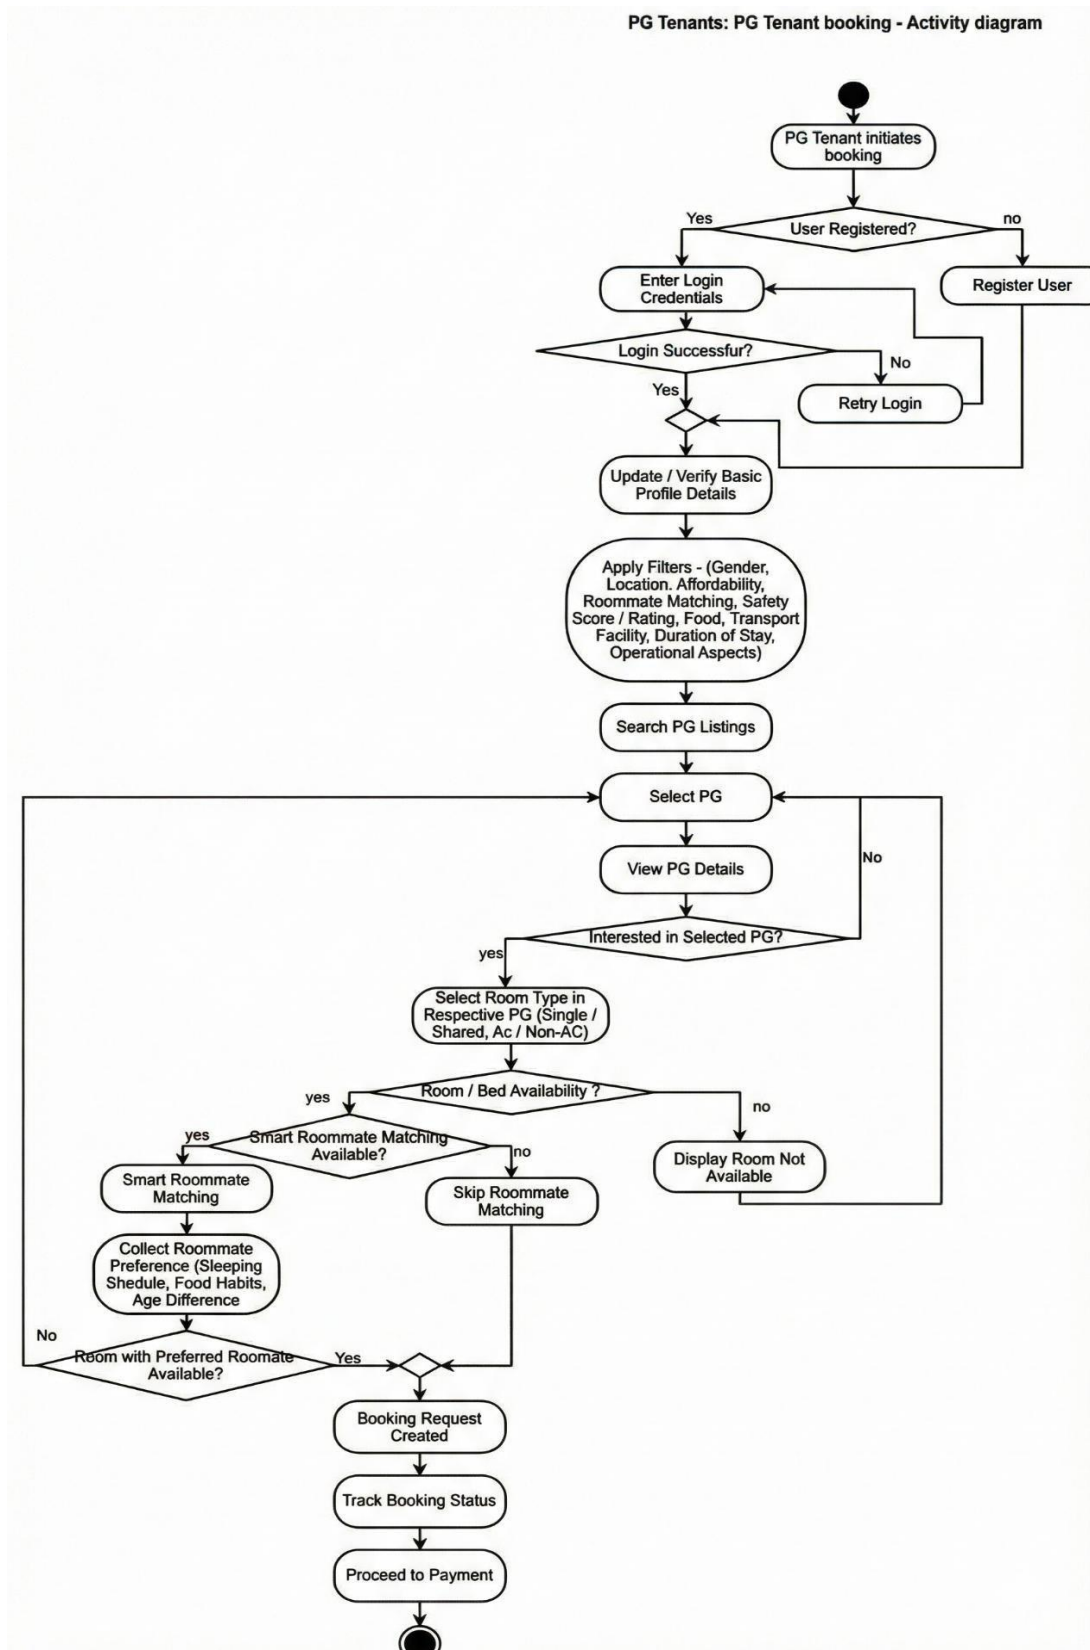 PG Tenants: PG Tenant booking - Activity diagram
PG Tenant initiates
booking
Yes
User Registered?
no
Enter Login
Credentials
Register User
Login Successfur?
No
Yes
Retry Login
Update / Verify Basic
Profile Details
Apply Filters - (Gender,
Location. Affordability,
Roommate Matching, Safety
Score / Rating, Food, Transport
Facility, Duration of Stay,
Operational Aspects)
Search PG Listings
Select PG
View PG Details
No
Interested in Selected PG?
yes
Select Room Type in
Respective PG (Single /
Shared, Ac / Non-AC)
Room / Bed Availability ?
yes
no
yes
Smart Roommate Matching
Available?
no
Smart Roommate
Matching
Skip Roommate
Matching
Display Room Not
Available
Collect Roommate
Preference (Sleeping
Shedule, Food Habits,
Age Difference
No
Room with Preferred Roomate
Available?
Yes
Booking Request
Created
Track Booking Status
Proceed to Payment